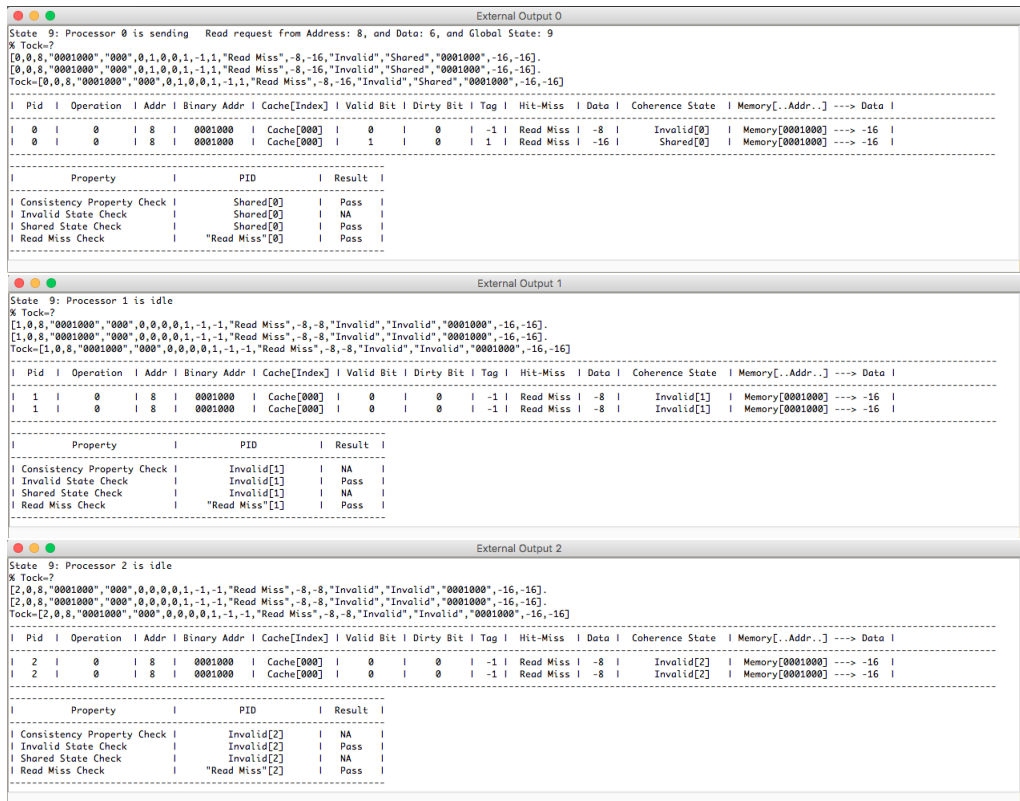 External Output 0
State 9: Processor 0 is sending Read request from Address: 8, and Data: 6, and Global State: 9
% Tock=?
[0,0,8,"0001000","000",0,1,0,0,1,-1,1,"Read Miss",-8,-16,"Invalid","Shared","0001000",-16,-16].
[0,0,8,"0001000","000",0,1,0,0,1,-1,1,"Read Miss",-8,-16,"Invalid","Shared","0001000",-16,-16].
Tock=[0,0,8,"0001000","000",0,1,0,0,1,-1,1,"Read Miss",-8,-16,"Invalid","Shared","0001000",-16,-16]
| Pid | Operation | Addr | Binary Addr | Cache[Index] | Valid Bit | Dirty Bit | Tag | Hit-Miss | Data | Coherence State | Memory[..Addr..] ---> Data |
| 0 | 0 | 8 | 0001000 | Cache[000] | 0 | 0 | -1 | Read Miss | -8 | Invalid[0] | Memory[0001000] ---> -16 |
| 0 | 0 | 8 | 0001000 | Cache[000] | 1 | 0 | 1 | Read Miss | -16 | Shared[0] | Memory[0001000] ---> -16 |
| Property | PID | Result |
| Consistency Property Check | Shared[0] | Pass |
| Invalid State Check | Shared[0] | NA |
| Shared State Check | Shared[0] | Pass |
| Read Miss Check | "Read Miss"[0] | Pass |
External Output 1
State 9: Processor 1 is idle
% Tock=?
[1,0,8,"0001000","000",0,0,0,0,1,-1,-1,"Read Miss",-8,-8,"Invalid","Invalid","0001000",-16,-16].
[1,0,8,"0001000","000",0,0,0,0,1,-1,-1,"Read Miss",-8,-8,"Invalid","Invalid","0001000",-16,-16].
Tock=[1,0,8,"0001000","000",0,0,0,0,1,-1,-1,"Read Miss",-8,-8,"Invalid","Invalid","0001000",-16,-16]
| Pid | Operation | Addr | Binary Addr | Cache[Index] | Valid Bit | Dirty Bit | Tag | Hit-Miss | Data | Coherence State | Memory[..Addr..] ---> Data |
| 1 | 0 | 8 | 0001000 | Cache[000] | 0 | 0 | -1 | Read Miss | -8 | Invalid[1] | Memory[0001000] ---> -16 |
| 1 | 0 | 8 | 0001000 | Cache[000] | 0 | 0 | -1 | Read Miss | -8 | Invalid[1] | Memory[0001000] ---> -16 |
| Property | PID | Result |
| Consistency Property Check | Invalid[1] | NA |
| Invalid State Check | Invalid[1] | Pass |
| Shared State Check | Invalid[1] | NA |
| Read Miss Check | "Read Miss"[1] | Pass |
External Output 2
State 9: Processor 2 is idle
% Tock=?
[2,0,8,"0001000","000",0,0,0,0,1,-1,-1,"Read Miss",-8,-8,"Invalid","Invalid","0001000",-16,-16].
[2,0,8,"0001000","000",0,0,0,0,1,-1,-1,"Read Miss",-8,-8,"Invalid","Invalid","0001000",-16,-16].
Tock=[2,0,8,"0001000","000",0,0,0,0,1,-1,-1,"Read Miss",-8,-8,"Invalid","Invalid","0001000",-16,-16]
| Pid | Operation | Addr | Binary Addr | Cache[Index] | Valid Bit | Dirty Bit | Tag | Hit-Miss | Data | Coherence State | Memory[..Addr..] ---> Data |
| 2 | 0 | 8 | 0001000 | Cache[000] | 0 | 0 | -1 | Read Miss | -8 | Invalid[2] | Memory[0001000] ---> -16 |
| 2 | 0 | 8 | 0001000 | Cache[000] | 0 | 0 | -1 | Read Miss | -8 | Invalid[2] | Memory[0001000] ---> -16 |
| Property | PID | Result |
| Consistency Property Check | Invalid[2] | NA |
| Invalid State Check | Invalid[2] | Pass |
| Shared State Check | Invalid[2] | NA |
| Read Miss Check | "Read Miss"[2] | Pass |